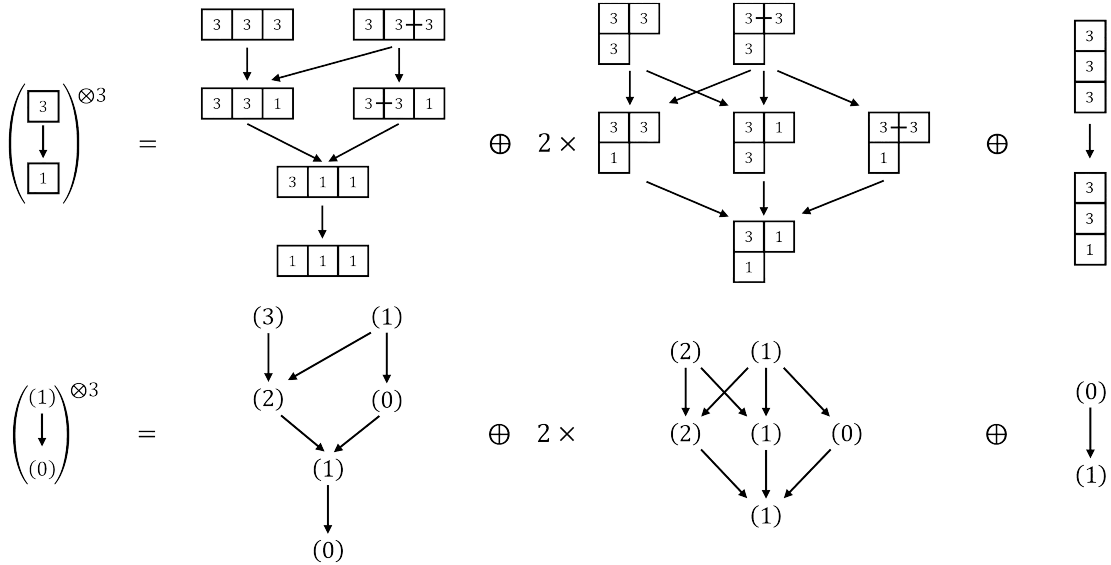 3 3 3 3 3 3
3 3 3 3
3 3
3
3
3
( 3 1 ) ⊗3 = 3 3 1 3 3 1 ⊕ 2 × 3 3 1 3 1 3 3 3 1 ⊕
3 1 1
3
3
1
1 1 1
3 1
1
(3) (1)
(2) (1)
( (1) (0) ) ⊗3 = (2) (0) ⊕ 2 × (2) (1) (0) ⊕ (0) (1)
(1)
(1)
(0)